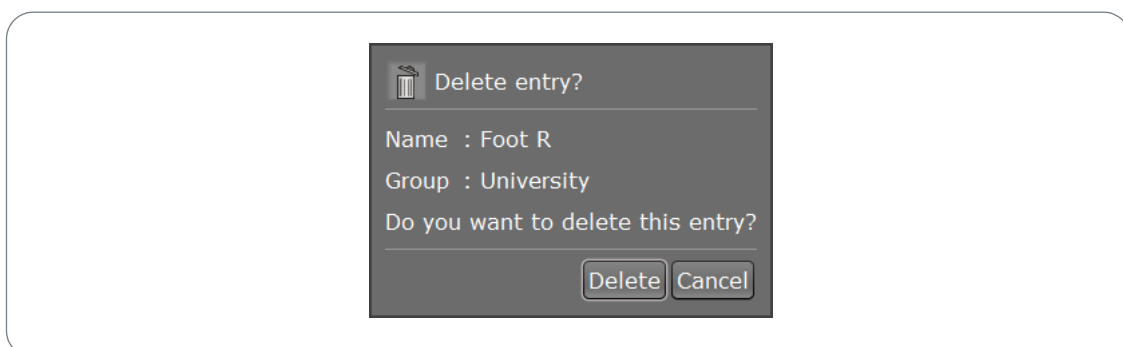 Delete entry?
Name : Foot R
Group : University
Do you want to delete this entry?
Delete Cancel